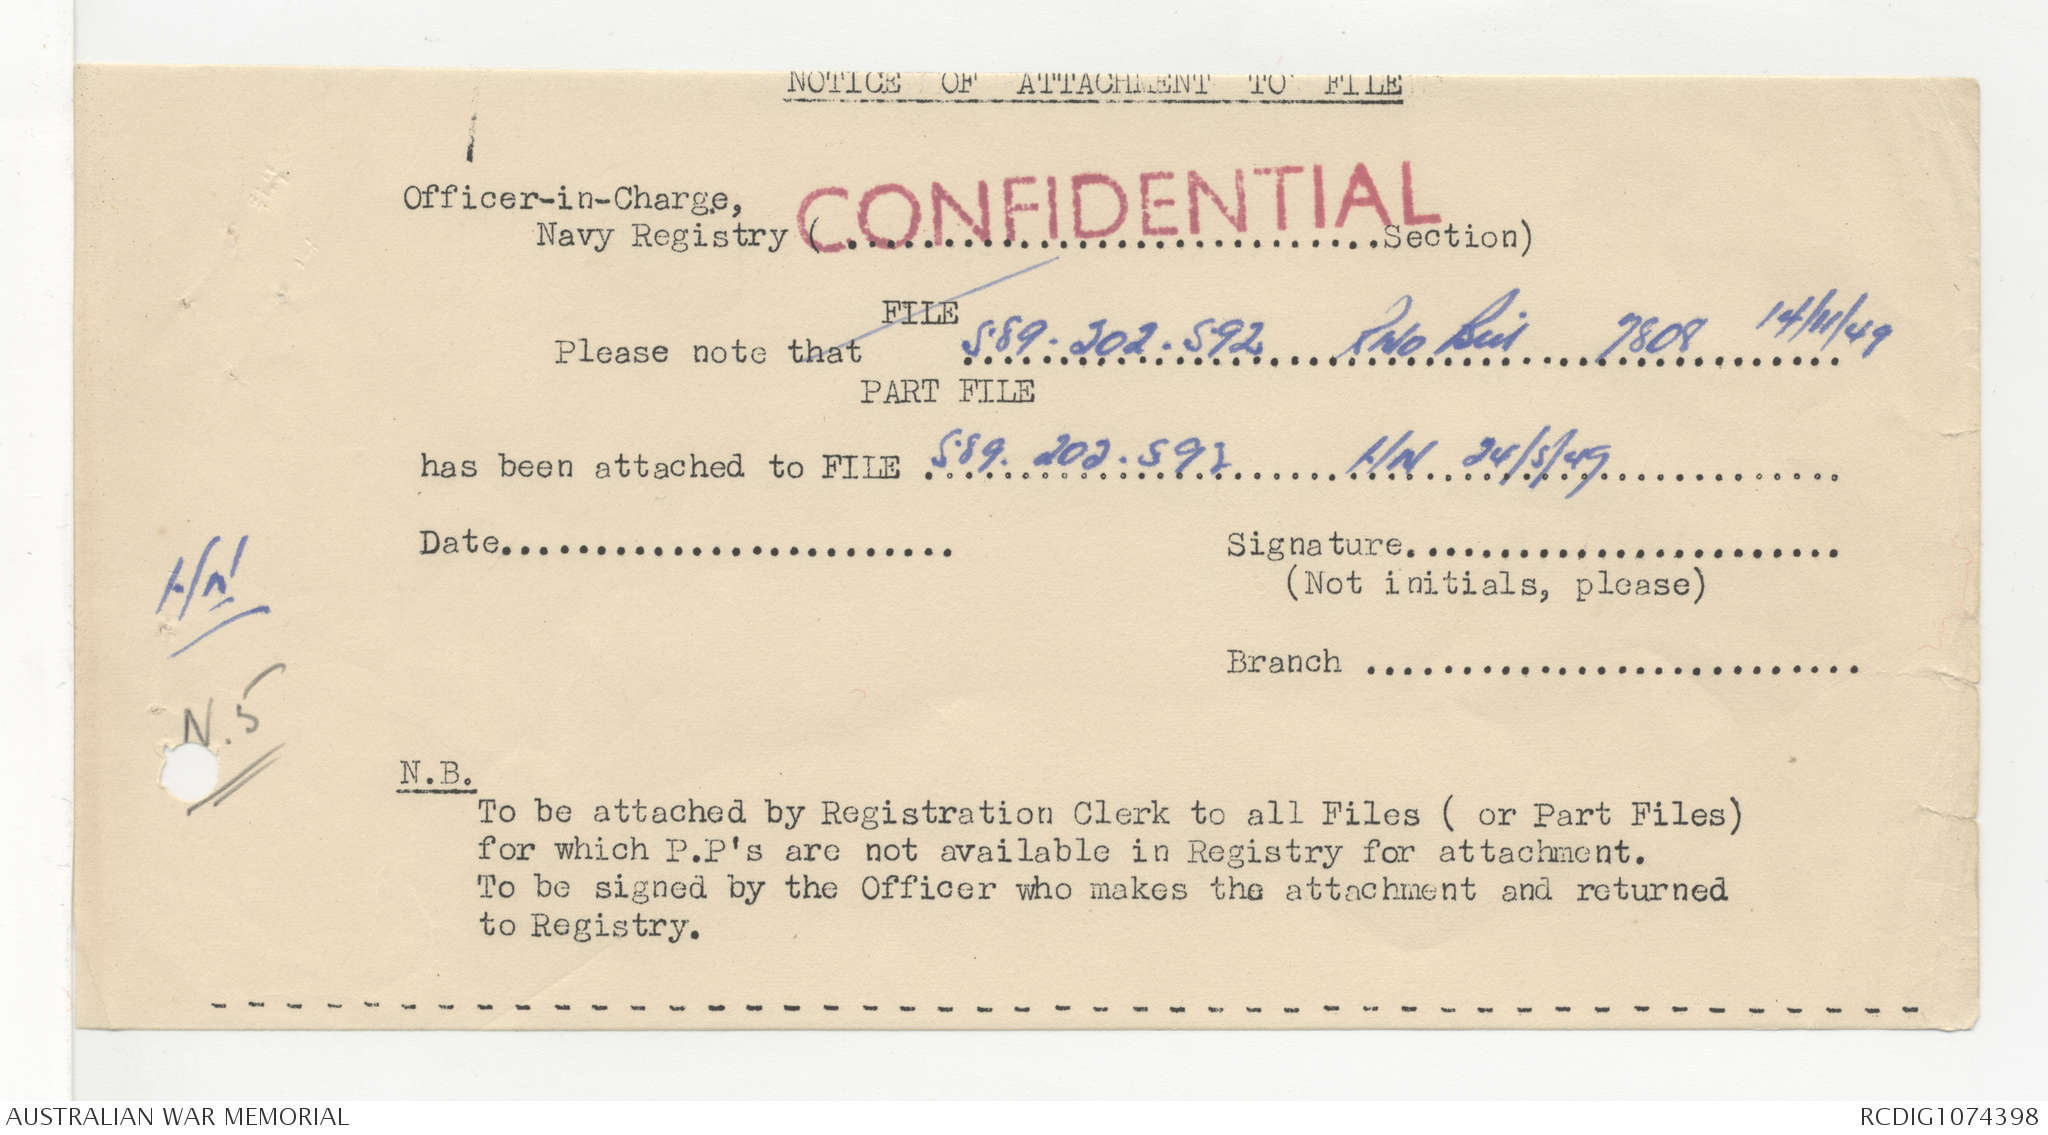 NOTICE OF ATTACHMENT TO FILE
CONFIDENTIAL
Officer-in-Charge,
Navy Registry (..............................Section)
FILE
Please note that 589.202.592 7808 14/11/49
PART FILE
has been attached to FILE 589.202.592 24/5/49
Date........................ Signature.......................
(Not initials, please)
Branch ..........................
N.5
N.B.
To be attached by Registration Clerk to all Files ( or Part Files)
for which P.P's are not available in Registry for attachment.
To be signed by the Officer who makes the attachment and returned
to Registry.
AUSTRALIAN WAR MEMORIAL
RCDIG1074398